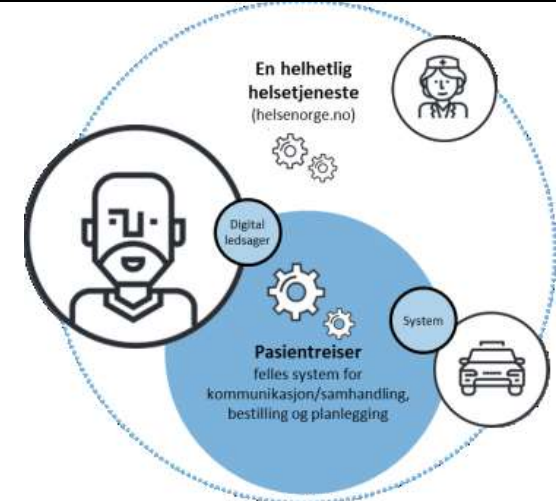 En helhetlig
helsetjeneste
(helsenorge.no)
Digital
ledsager
System
Pasientreiser
felles system for
kommunikasjon/samhandling,
bestilling og planlegging